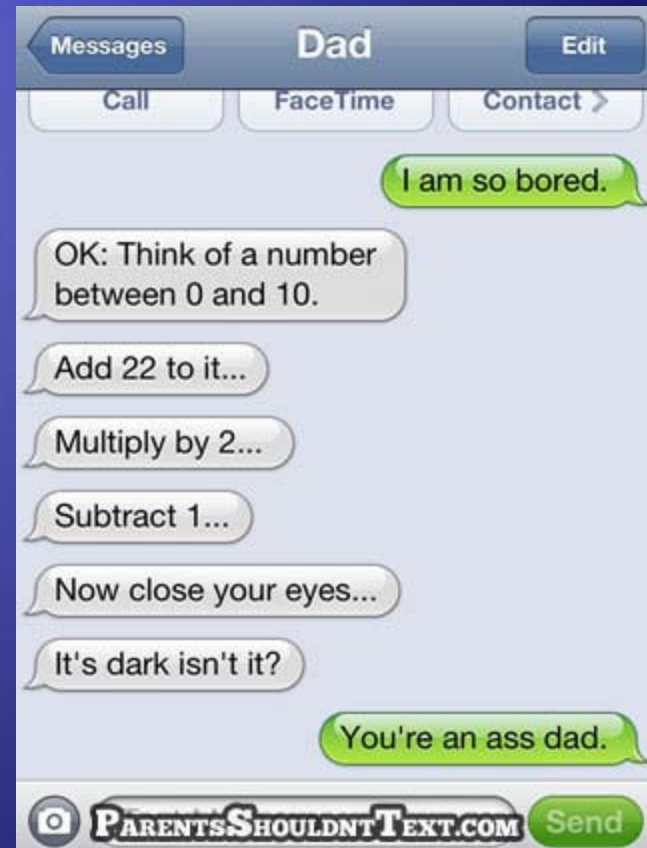 Messages
Dad
Edit
Call
FaceTime
Contact
I am so bored.
OK: Think of a number
between 0 and 10.
Add 22 to it...
Multiply by 2...
Subtract 1...
Now close your eyes...
It's dark isn't it?
You're an ass dad.
PARENTSSHOULDNTTEXT.COM
Send